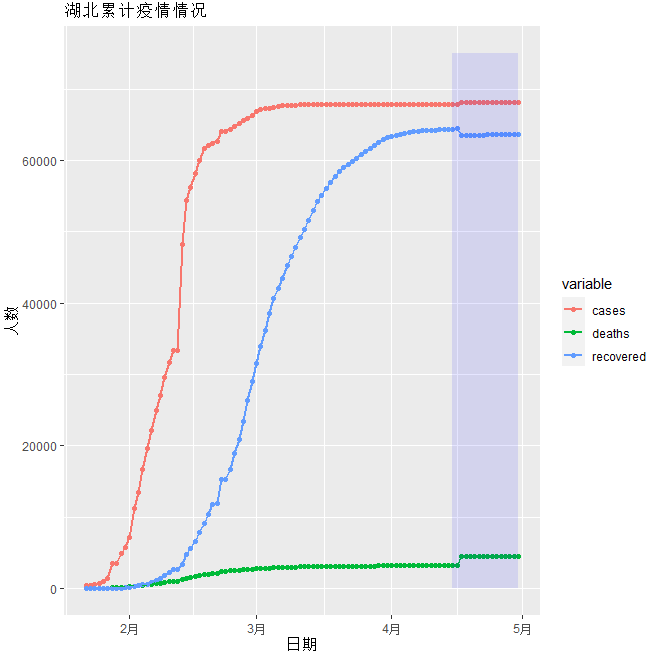 湖北累计疫情情况
60000
40000
20000
0
人数
2月
3月
4月
5月
日期
variable
cases
deaths
recovered